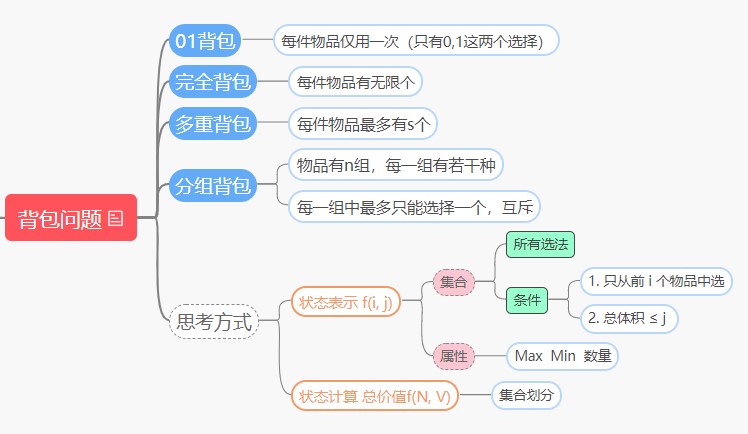 背包问题
01背包
每件物品仅用一次（只有0,1这两个选择）
完全背包
每件物品有无限个
多重背包
每件物品最多有s个
分组背包
物品有n组，每一组有若干种
每一组中最多只能选择一个，互斥
思考方式
状态表示 f(i, j)
集合
所有选法
条件
1. 只从前 i 个物品中选
2. 总体积 ≤ j
属性
Max Min 数量
状态计算 总价值f(N, V)
集合划分